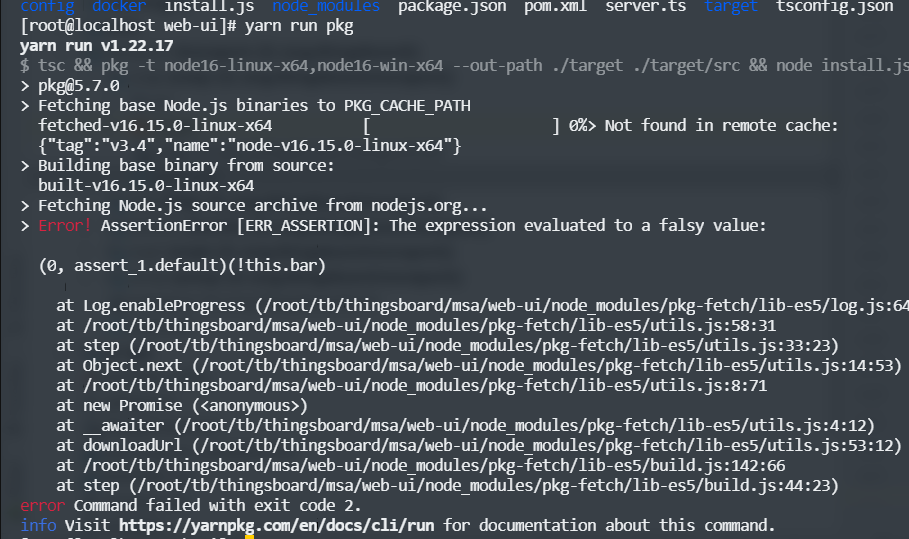 config  docker  install.js  node_modules  package.json  pom.xml  server.ts  target  tsconfig.json
[root@localhost web-ui]# yarn run pkg
yarn run v1.22.17
$ tsc && pkg -t node16-linux-x64,node16-win-x64 --out-path ./target ./target/src && node install.js
> pkg@5.7.0
> Fetching base Node.js binaries to PKG_CACHE_PATH
  fetched-v16.15.0-linux-x64          [                    ] 0%> Not found in remote cache:
  {"tag":"v3.4","name":"node-v16.15.0-linux-x64"}
> Building base binary from source:
  built-v16.15.0-linux-x64
> Fetching Node.js source archive from nodejs.org...
> Error! AssertionError [ERR_ASSERTION]: The expression evaluated to a falsy value:
  (0, assert_1.default)(!this.bar)
    at Log.enableProgress (/root/tb/thingsboard/msa/web-ui/node_modules/pkg-fetch/lib-es5/log.js:64
    at /root/tb/thingsboard/msa/web-ui/node_modules/pkg-fetch/lib-es5/utils.js:58:31
    at step (/root/tb/thingsboard/msa/web-ui/node_modules/pkg-fetch/lib-es5/utils.js:33:23)
    at Object.next (/root/tb/thingsboard/msa/web-ui/node_modules/pkg-fetch/lib-es5/utils.js:14:53)
    at /root/tb/thingsboard/msa/web-ui/node_modules/pkg-fetch/lib-es5/utils.js:8:71
    at new Promise (<anonymous>)
    at __awaiter (/root/tb/thingsboard/msa/web-ui/node_modules/pkg-fetch/lib-es5/utils.js:4:12)
    at downloadUrl (/root/tb/thingsboard/msa/web-ui/node_modules/pkg-fetch/lib-es5/utils.js:53:12)
    at /root/tb/thingsboard/msa/web-ui/node_modules/pkg-fetch/lib-es5/build.js:142:66
    at step (/root/tb/thingsboard/msa/web-ui/node_modules/pkg-fetch/lib-es5/build.js:44:23)
error Command failed with exit code 2.
info Visit https://yarnpkg.com/en/docs/cli/run for documentation about this command.